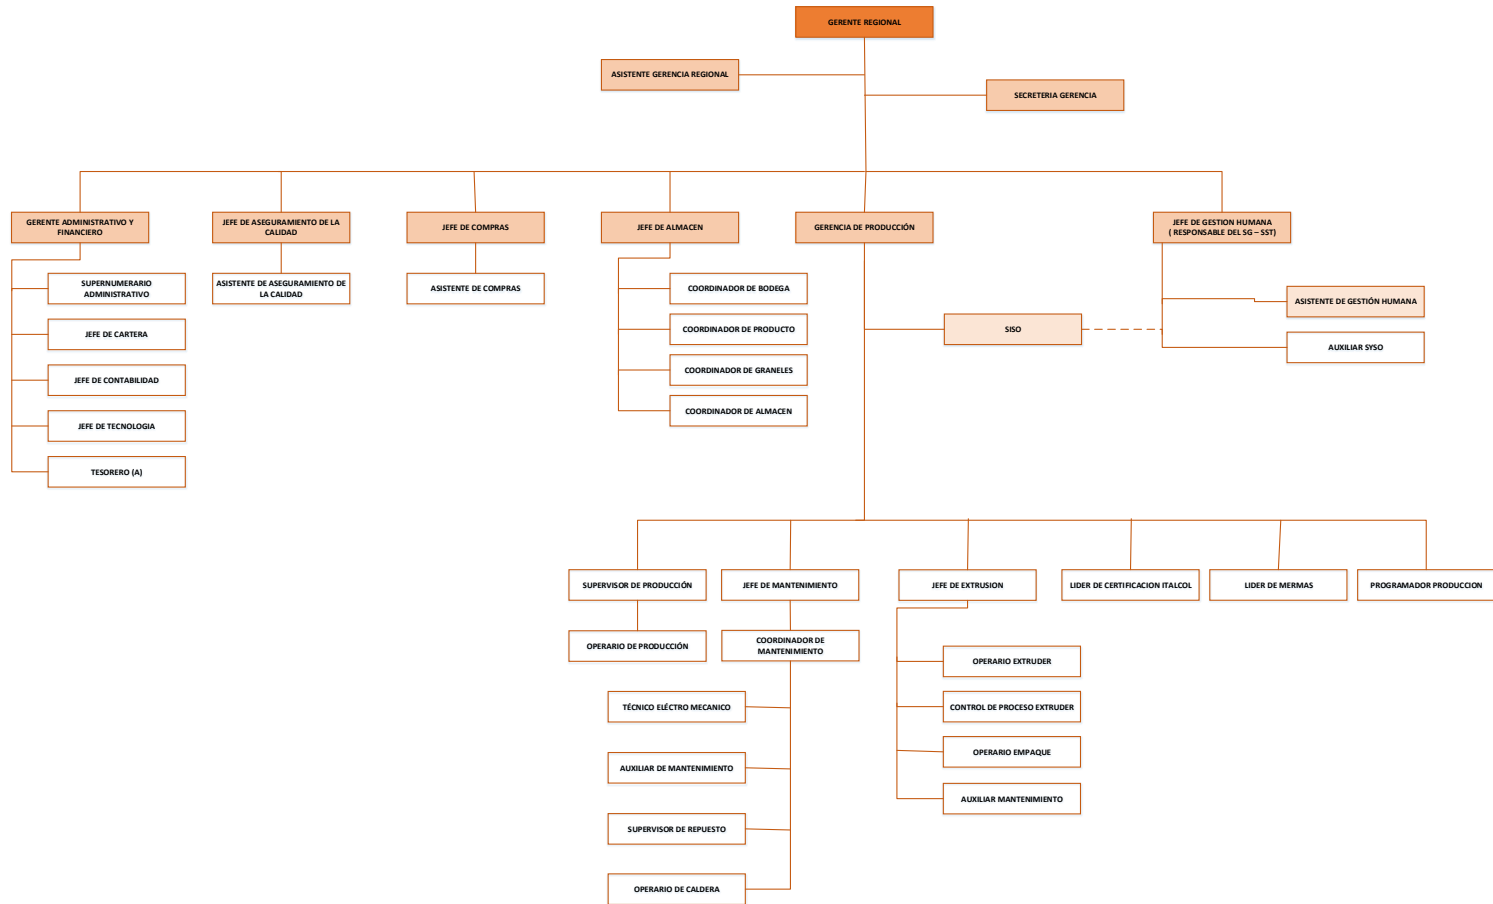 GERENTE REGIONAL
ASISTENTE GERENCIA REGIONAL
SECRETERIA GERENCIA
GERENTE ADMINISTRATIVO Y
FINANCIERO
JEFE DE ASEGURAMIENTO DE LA
CALIDAD
JEFE DE COMPRAS
JEFE DE ALMACEN
GERENCIA DE PRODUCCIÓN
JEFE DE GESTION HUMANA
( RESPONSABLE DEL SG – SST)
SUPERNUMERARIO
ADMINISTRATIVO
ASISTENTE DE ASEGURAMIENTO DE
LA CALIDAD
ASISTENTE DE COMPRAS
COORDINADOR DE BODEGA
ASISTENTE DE GESTIÓN HUMANA
JEFE DE CARTERA
COORDINADOR DE PRODUCTO
SISO
AUXILIAR SYSO
JEFE DE CONTABILIDAD
COORDINADOR DE GRANELES
JEFE DE TECNOLOGIA
COORDINADOR DE ALMACEN
TESORERO (A)
SUPERVISOR DE PRODUCCIÓN
JEFE DE MANTENIMIENTO
JEFE DE EXTRUSION
LIDER DE CERTIFICACION ITALCOL
LIDER DE MERMAS
PROGRAMADOR PRODUCCION
OPERARIO DE PRODUCCIÓN
COORDINADOR DE
MANTENIMIENTO
OPERARIO EXTRUDER
TÉCNICO ELÉCTRO MECANICO
CONTROL DE PROCESO EXTRUDER
OPERARIO EMPAQUE
AUXILIAR DE MANTENIMIENTO
AUXILIAR MANTENIMIENTO
SUPERVISOR DE REPUESTO
OPERARIO DE CALDERA